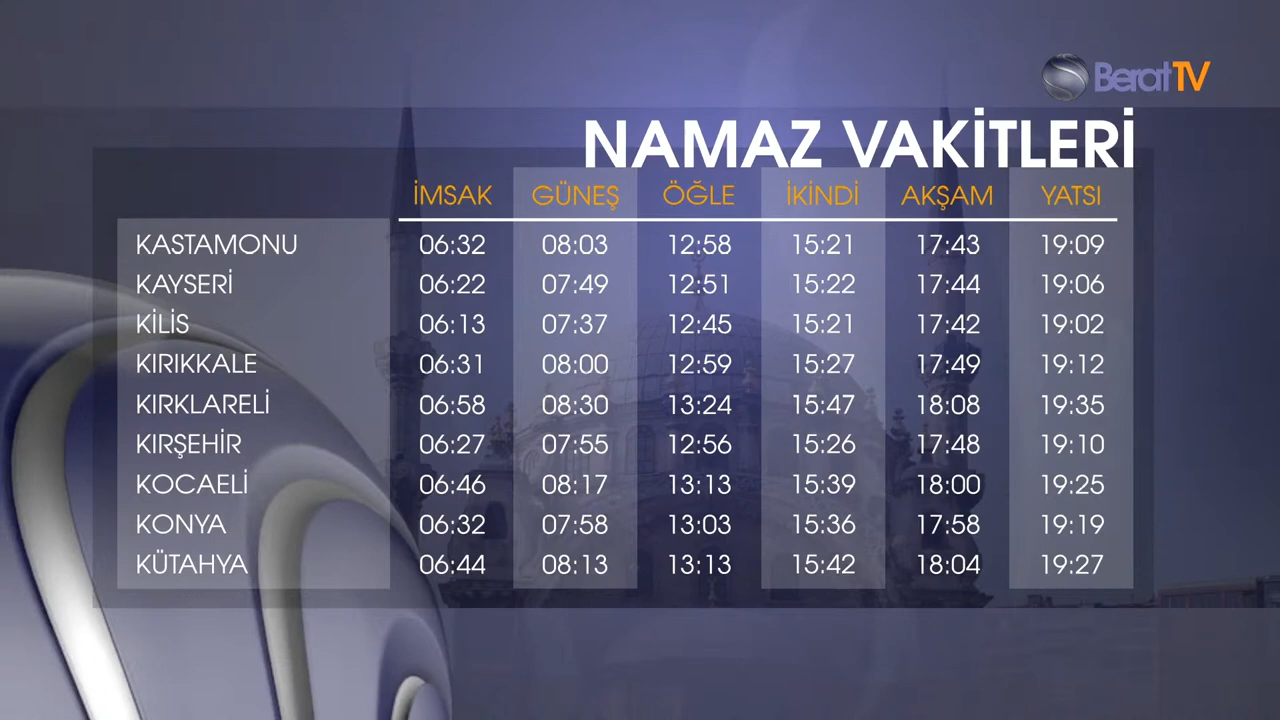 Berat TV
NAMAZ VAKİTLERİ
İMSAK GÜNEŞ ÖĞLE İKİNDİ AKŞAM YATSI
KASTAMONU 06:32 08:03 12:58 15:21 17:43 19:09
KAYSERİ 06:22 07:49 12:51 15:22 17:44 19:06
KİLİS 06:13 07:37 12:45 15:21 17:42 19:02
KIRIKKALE 06:31 08:00 12:59 15:27 17:49 19:12
KIRKLARELİ 06:58 08:30 13:24 15:47 18:08 19:35
KIRŞEHİR 06:27 07:55 12:56 15:26 17:48 19:10
KOCAELİ 06:46 08:17 13:13 15:39 18:00 19:25
KONYA 06:32 07:58 13:03 15:36 17:58 19:19
KÜTAHYA 06:44 08:13 13:13 15:42 18:04 19:27